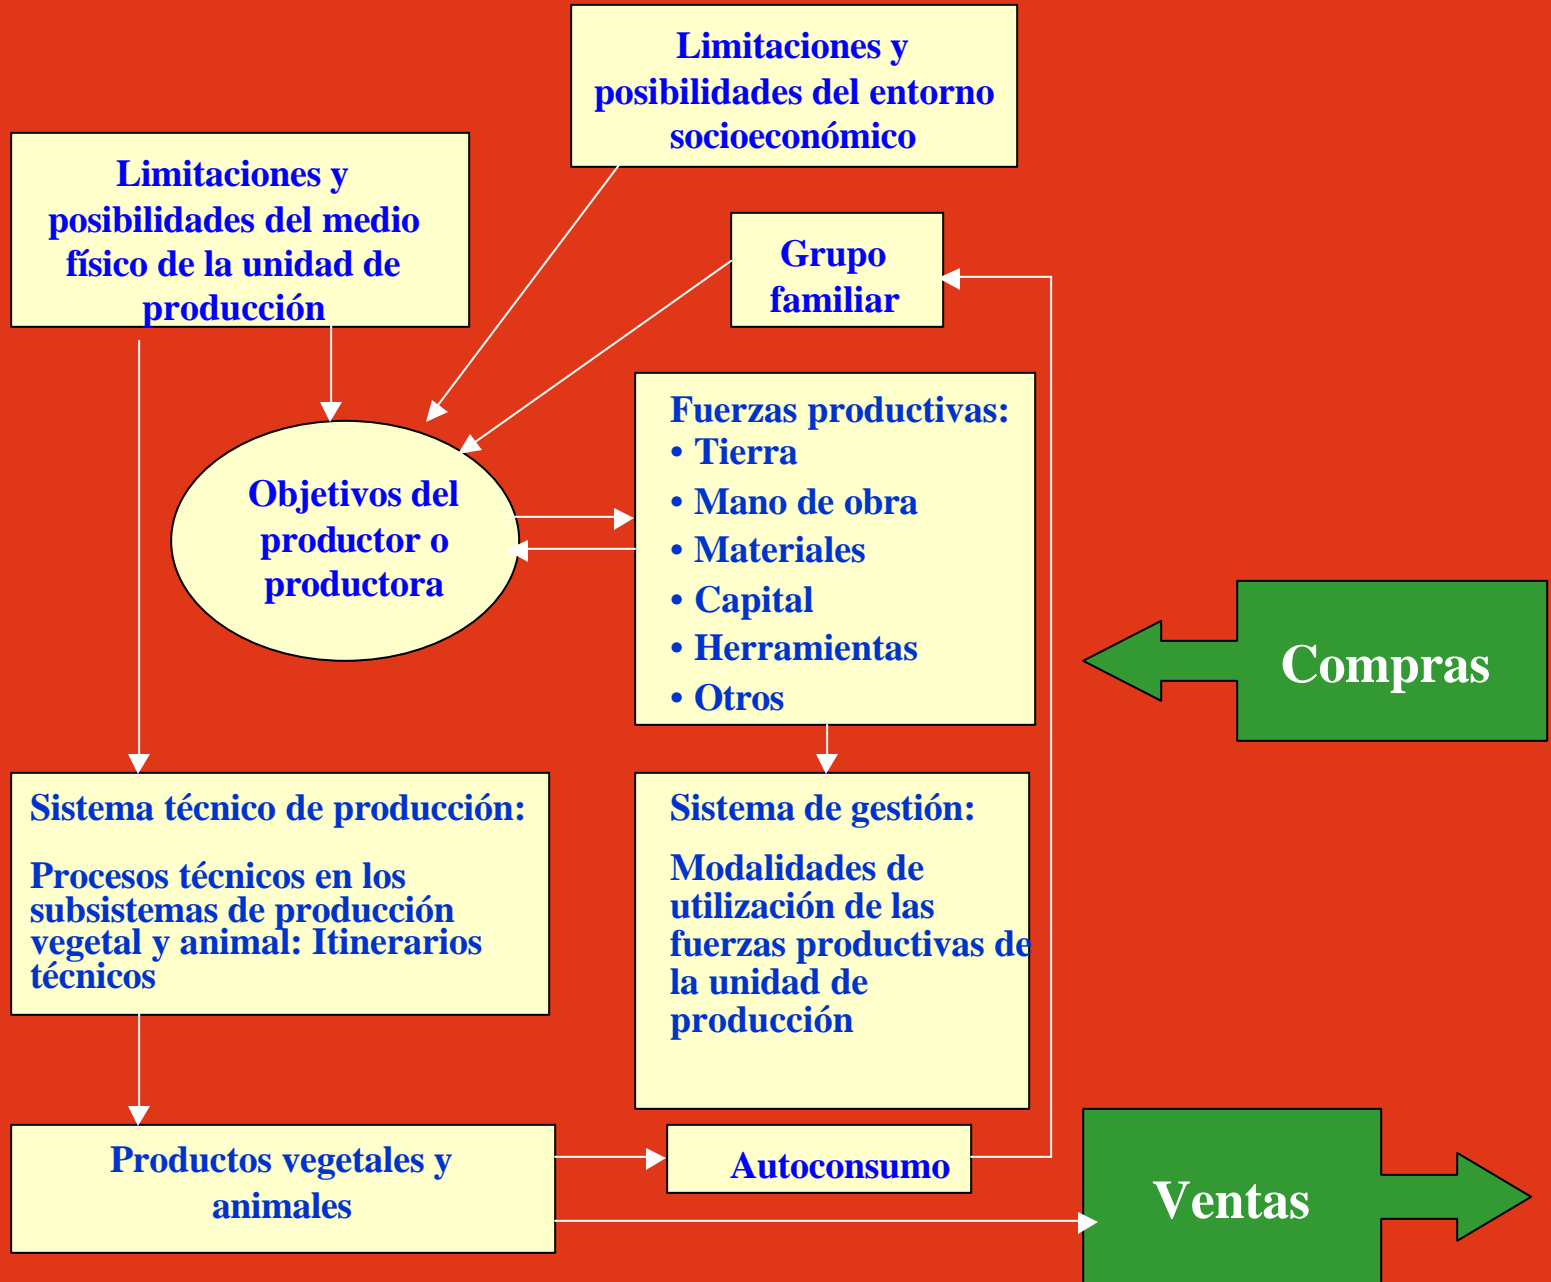 Limitaciones y
posibilidades del entorno
socioeconómico
Limitaciones y
posibilidades del medio
físico de la unidad de
producción
Grupo
familiar
Fuerzas productivas:
• Tierra
• Mano de obra
• Materiales
• Capital
• Herramientas
• Otros
Objetivos del
productor o
productora
Compras
Sistema técnico de producción:
Procesos técnicos en los
subsistemas de producción
vegetal y animal: Itinerarios
técnicos
Sistema de gestión:
Modalidades de
utilización de las
fuerzas productivas de
la unidad de
producción
Productos vegetales y
animales
Autoconsumo
Ventas